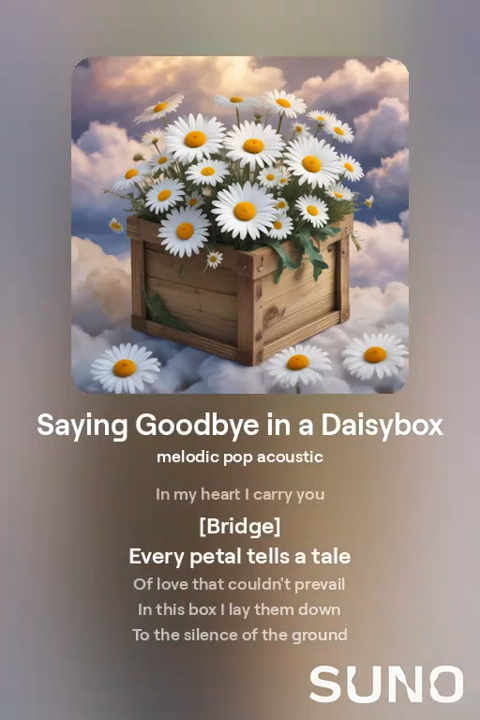 Saying Goodbye in a Daisybox
melodic pop acoustic
In my heart I carry you
[Bridge]
Every petal tells a tale
Of love that couldn't prevail
In this box I lay them down
To the silence of the ground
SUNO